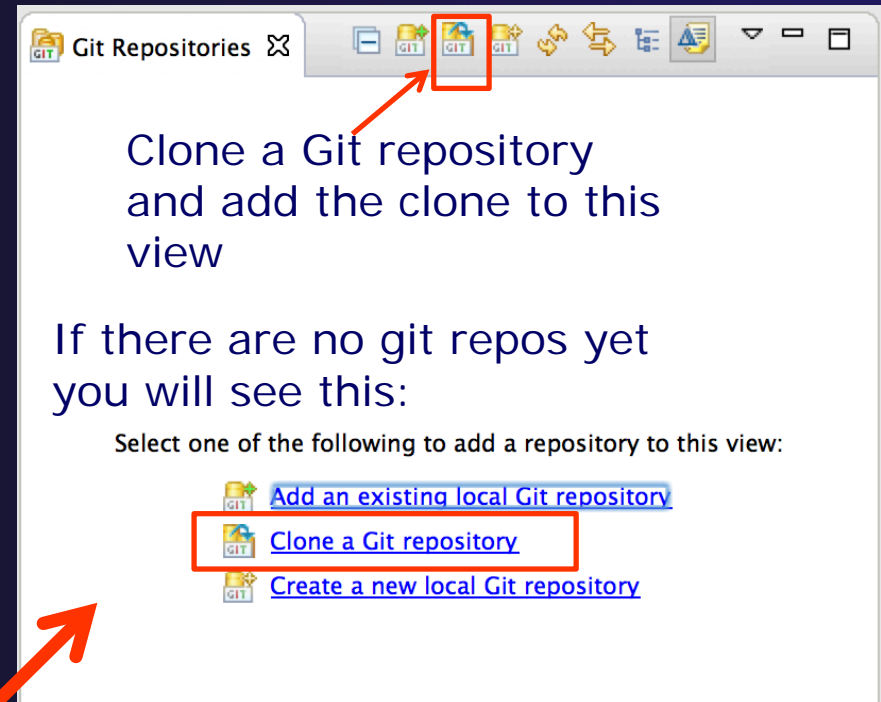 Git Repositories
Clone a Git repository
and add the clone to this
view
If there are no git repos yet
you will see this:
Select one of the following to add a repository to this view:
GIT Add an existing local Git repository
GIT Clone a Git repository
GIT Create a new local Git repository